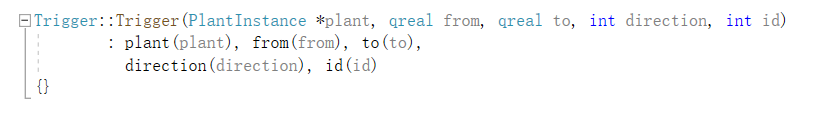 Trigger::Trigger(PlantInstance *plant, qreal from, qreal to, int direction, int id)
: plant(plant), from(from), to(to),
direction(direction), id(id)
{}